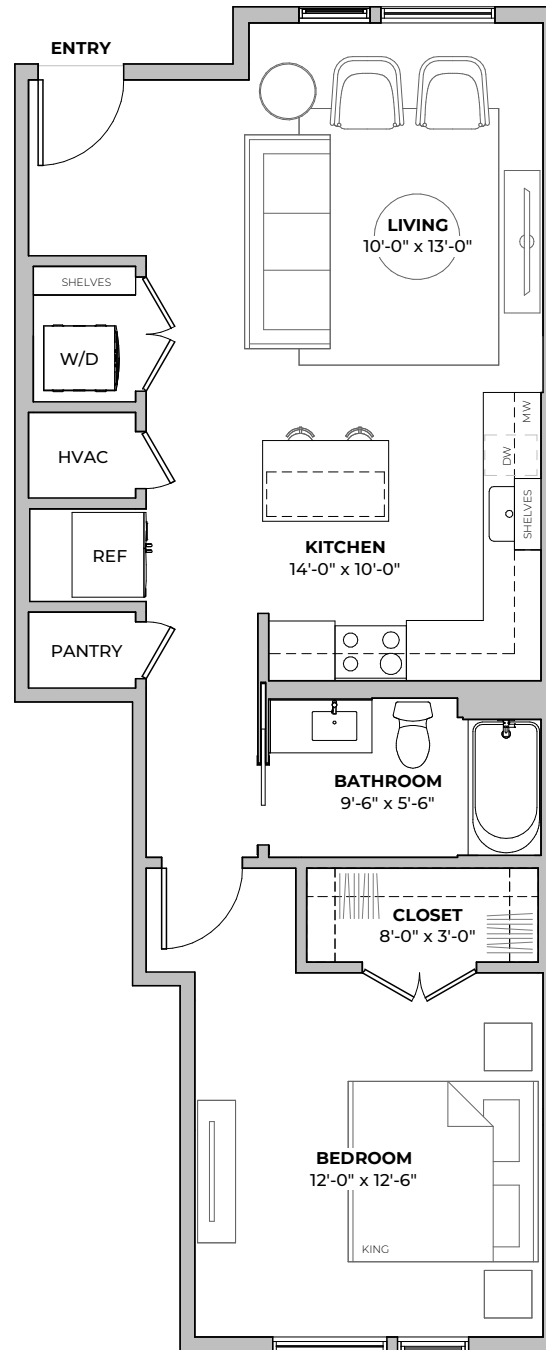 ENTRY
LIVING
10'-0" x 13'-0"
SHELVES
W/D
MW
DW
SHELVES
HVAC
REF
KITCHEN
14'-0" x 10'-0"
PANTRY
BATHROOM
9'-6" x 5'-6"
CLOSET
8'-0" x 3'-0"
BEDROOM
12'-0" x 12'-6"
KING